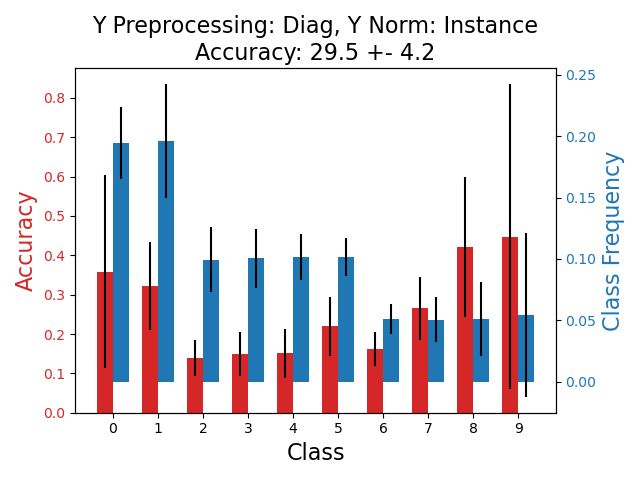 Y Preprocessing: Diag, Y Norm: Instance
Accuracy: 29.5 +- 4.2
Accuracy
0.8
0.7
0.6
0.5
0.4
0.3
0.2
0.1
0.0
0.25
0.20
0.15
0.10
0.05
0.00
Class Frequency
0 1 2 3 4 5 6 7 8 9
Class